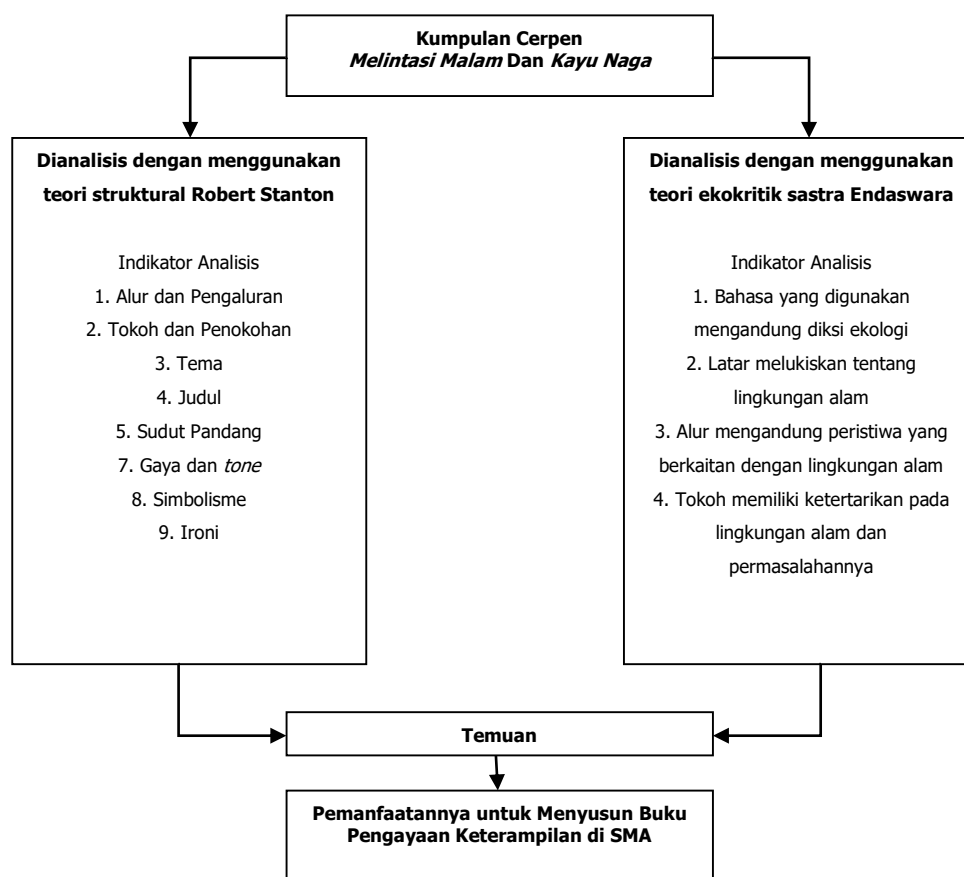 Kumpulan Cerpen
Melintasi Malam Dan Kayu Naga
Dianalisis dengan menggunakan
teori struktural Robert Stanton
Indikator Analisis
1. Alur dan Pengaluran
2. Tokoh dan Penokohan
3. Tema
4. Judul
5. Sudut Pandang
7. Gaya dan tone
8. Simbolisme
9. Ironi
Dianalisis dengan menggunakan
teori ekokritik sastra Endaswara
Indikator Analisis
1. Bahasa yang digunakan
mengandung diksi ekologi
2. Latar melukiskan tentang
lingkungan alam
3. Alur mengandung peristiwa yang
berkaitan dengan lingkungan alam
4. Tokoh memiliki ketertarikan pada
lingkungan alam dan
permasalahannya
Temuan
Pemanfaatannya untuk Menyusun Buku
Pengayaan Keterampilan di SMA